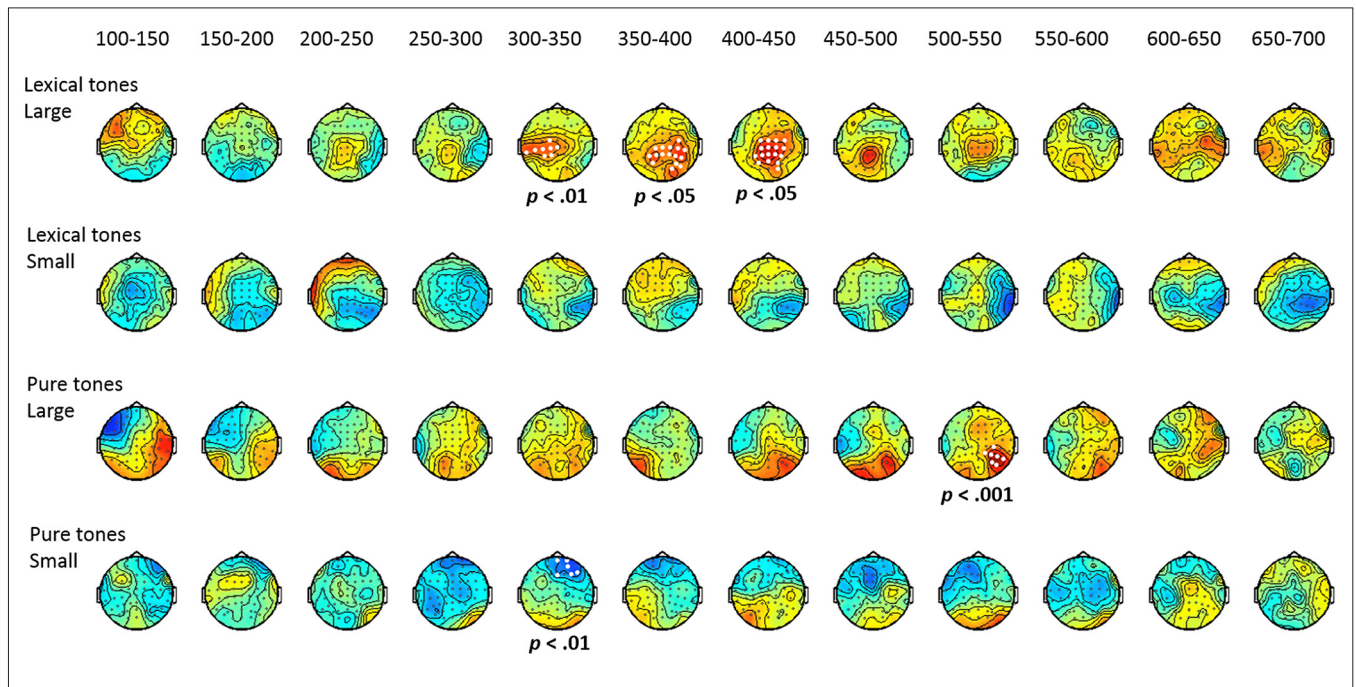 100-150 150-200 200-250 250-300 300-350 350-400 400-450 450-500 500-550 550-600 600-650 650-700
Lexical tones
Large
p < .01 p < .05 p < .05
Lexical tones
Small
Pure tones
Large
p < .001
Pure tones
Small
p < .01